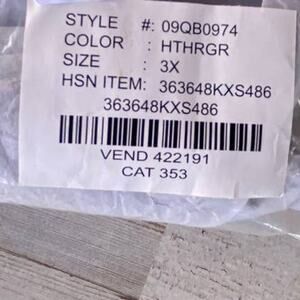 STYLE #: 09QB0974
COLOR : HTHRGR
SIZE : 3X
HSN ITEM: 363648KXS486
363648KXS486
VEND 422191
CAT 353